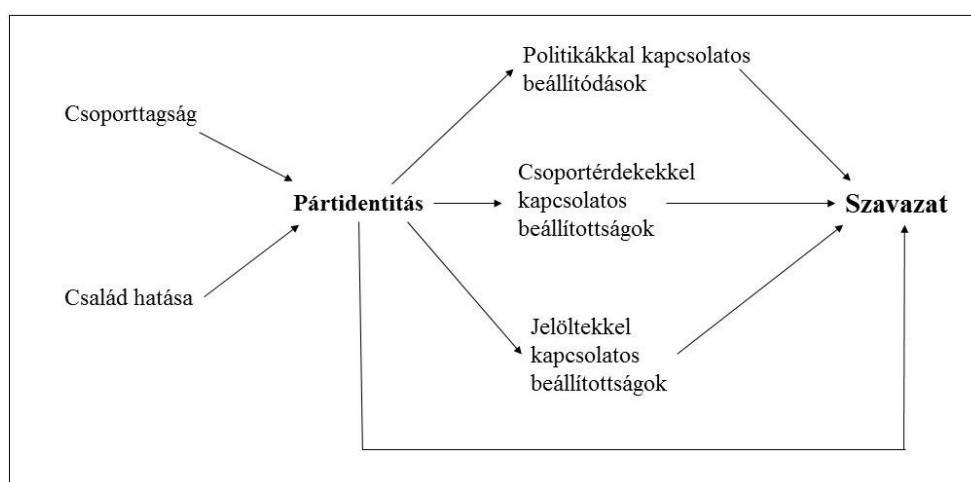 Politikákkal kapcsolatos
beállítódások
Csoporttagság
Csoportérdekekkel
kapcsolatos
beállítottságok
Pártidentitás
Szavazat
Család hatása
Jelöltekkel
kapcsolatos
beállítottságok